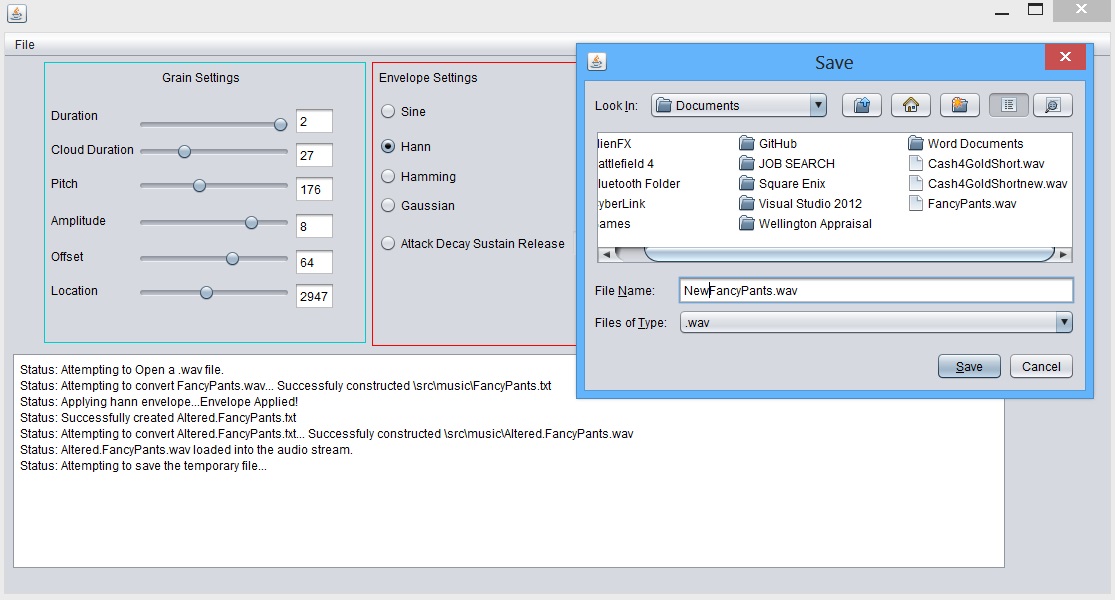 File
Grain Settings
Duration
2
Cloud Duration
27
Pitch
176
Amplitude
8
Offset
64
Location
2947
Envelope Settings
Sine
Hann
Hamming
Gaussian
Attack Decay Sustain Release
Save
Look In: Documents
lienFX
attlefield 4
luetooth Folder
yberLink
ames
GitHub
JOB SEARCH
Square Enix
Visual Studio 2012
Wellington Appraisal
Word Documents
Cash4GoldShort.wav
Cash4GoldShortnew.wav
FancyPants.wav
File Name: NewFancyPants.wav
Files of Type: .wav
Save Cancel
Status: Attempting to Open a .wav file.
Status: Attempting to convert FancyPants.wav... Successfuly constructed \src\music\FancyPants.txt
Status: Applying hann envelope...Envelope Applied!
Status: Successfully created Altered.FancyPants.txt
Status: Attempting to convert Altered.FancyPants.txt... Successfuly constructed \src\music\Altered.FancyPants.wav
Status: Altered.FancyPants.wav loaded into the audio stream.
Status: Attempting to save the temporary file...